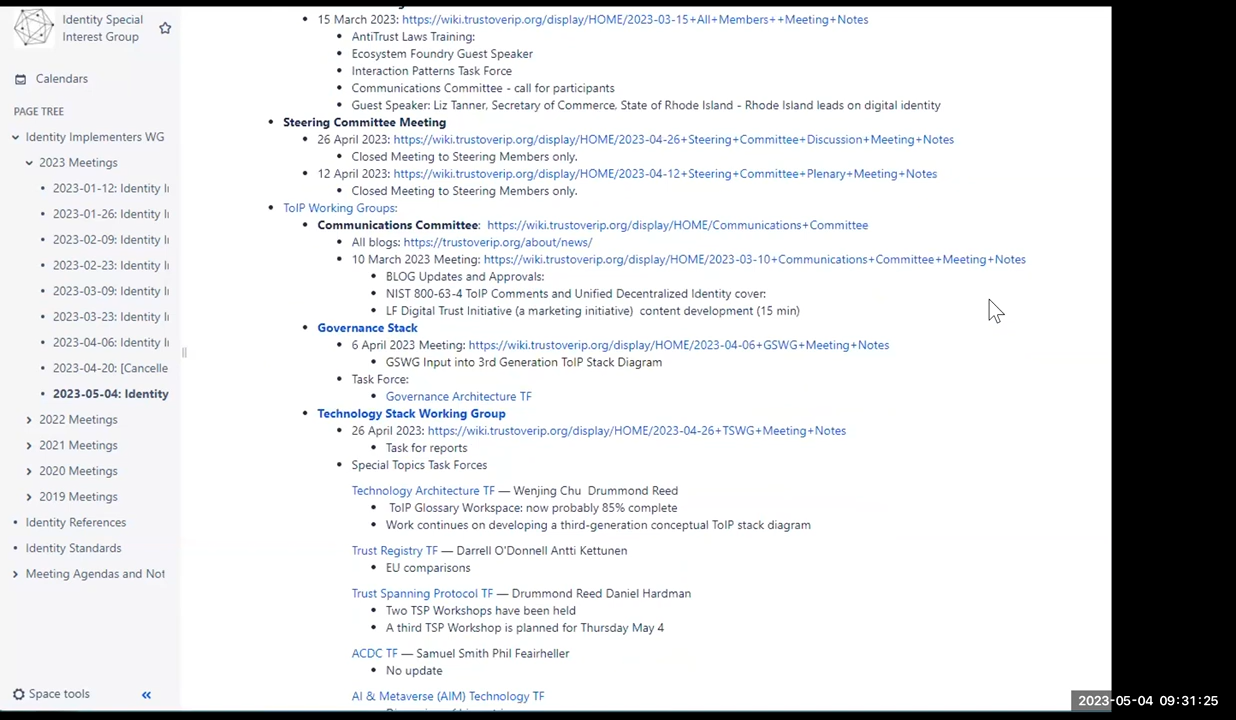 Identity Special
Interest Group
Calendars
PAGE TREE
Identity Implementers WG
2023 Meetings
2023-01-12: Identity I
2023-01-26: Identity I
2023-02-09: Identity I
2023-02-23: Identity I
2023-03-09: Identity I
2023-03-23: Identity I
2023-04-06: Identity I
2023-04-20: [Cancelle
2023-05-04: Identity
2022 Meetings
2021 Meetings
2020 Meetings
2019 Meetings
Identity References
Identity Standards
Meeting Agendas and Not
Space tools
15 March 2023: https://wiki.trustoverip.org/display/HOME/2023-03-15+All+Members++Meeting+Notes
AntiTrust Laws Training:
Ecosystem Foundry Guest Speaker
Interaction Patterns Task Force
Communications Committee - call for participants
Guest Speaker: Liz Tanner, Secretary of Commerce, State of Rhode Island - Rhode Island leads on digital identity
Steering Committee Meeting
26 April 2023: https://wiki.trustoverip.org/display/HOME/2023-04-26+Steering+Committee+Discussion+Meeting+Notes
Closed Meeting to Steering Members only.
12 April 2023: https://wiki.trustoverip.org/display/HOME/2023-04-12+Steering+Committee+Plenary+Meeting+Notes
Closed Meeting to Steering Members only.
ToIP Working Groups:
Communications Committee: https://wiki.trustoverip.org/display/HOME/Communications+Committee
All blogs: https://trustoverip.org/about/news/
10 March 2023 Meeting: https://wiki.trustoverip.org/display/HOME/2023-03-10+Communications+Committee+Meeting+Notes
BLOG Updates and Approvals:
NIST 800-63-4 ToIP Comments and Unified Decentralized Identity cover:
LF Digital Trust Initiative (a marketing initiative) content development (15 min)
Governance Stack
6 April 2023 Meeting: https://wiki.trustoverip.org/display/HOME/2023-04-06+GSWG+Meeting+Notes
GSWG Input into 3rd Generation ToIP Stack Diagram
Task Force:
Governance Architecture TF
Technology Stack Working Group
26 April 2023: https://wiki.trustoverip.org/display/HOME/2023-04-26+TSWG+Meeting+Notes
Task for reports
Special Topics Task Forces
Technology Architecture TF — Wenjing Chu Drummond Reed
ToIP Glossary Workspace: now probably 85% complete
Work continues on developing a third-generation conceptual ToIP stack diagram
Trust Registry TF — Darrell O'Donnell Antti Kettunen
EU comparisons
Trust Spanning Protocol TF — Drummond Reed Daniel Hardman
Two TSP Workshops have been held
A third TSP Workshop is planned for Thursday May 4
ACDC TF — Samuel Smith Phil Feairheller
No update
AI & Metaverse (AIM) Technology TF
2023-05-04 09:31:25